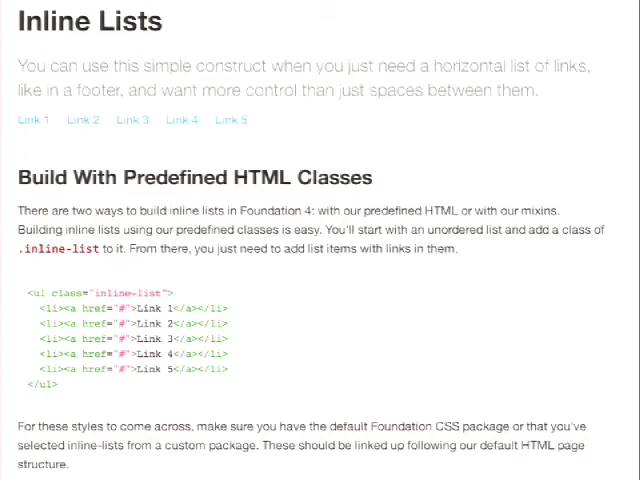 Inline Lists
You can use this simple construct when you just need a horizontal list of links,
like in a footer, and want more control than just spaces between them.
Link 1 Link 2 Link 3 Link 4 Link 5
Build With Predefined HTML Classes
There are two ways to build inline lists in Foundation 4: with our predefined HTML or with our mixins.
Building inline lists using our predefined classes is easy. You'll start with an unordered list and add a class of
.inline-list to it. From there, you just need to add list items with links in them.
<ul class="inline-list">
<li><a href="#">Link 1</a></li>
<li><a href="#">Link 2</a></li>
<li><a href="#">Link 3</a></li>
<li><a href="#">Link 4</a></li>
<li><a href="#">Link 5</a></li>
</ul>
For these styles to come across, make sure you have the default Foundation CSS package or that you've
selected inline-lists from a custom package. These should be linked up following our default HTML page
structure.